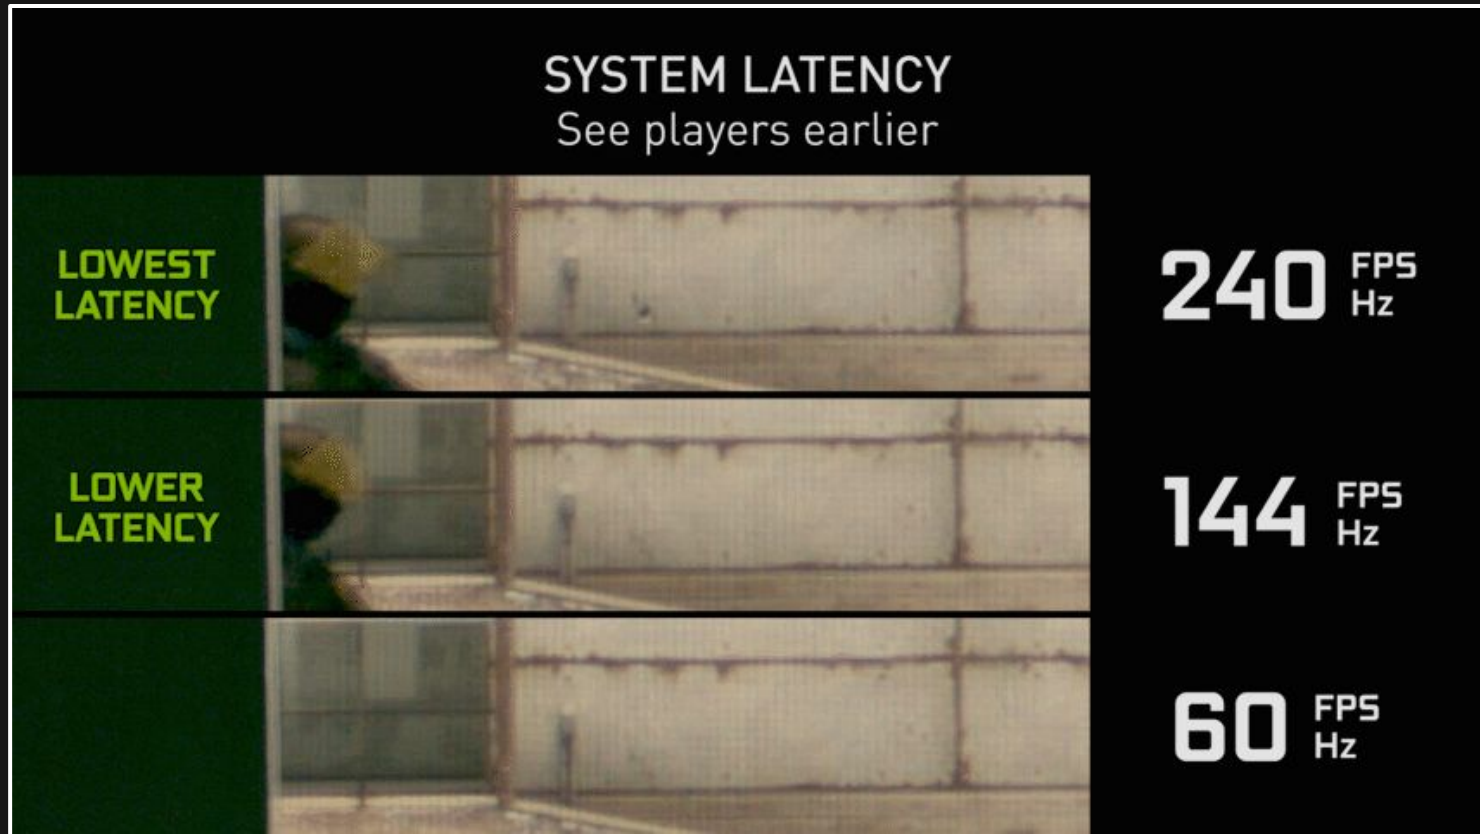 SYSTEM LATENCY
See players earlier
LOWEST
LATENCY
240 FPS
Hz
LOWER
LATENCY
144 FPS
Hz
60 FPS
Hz